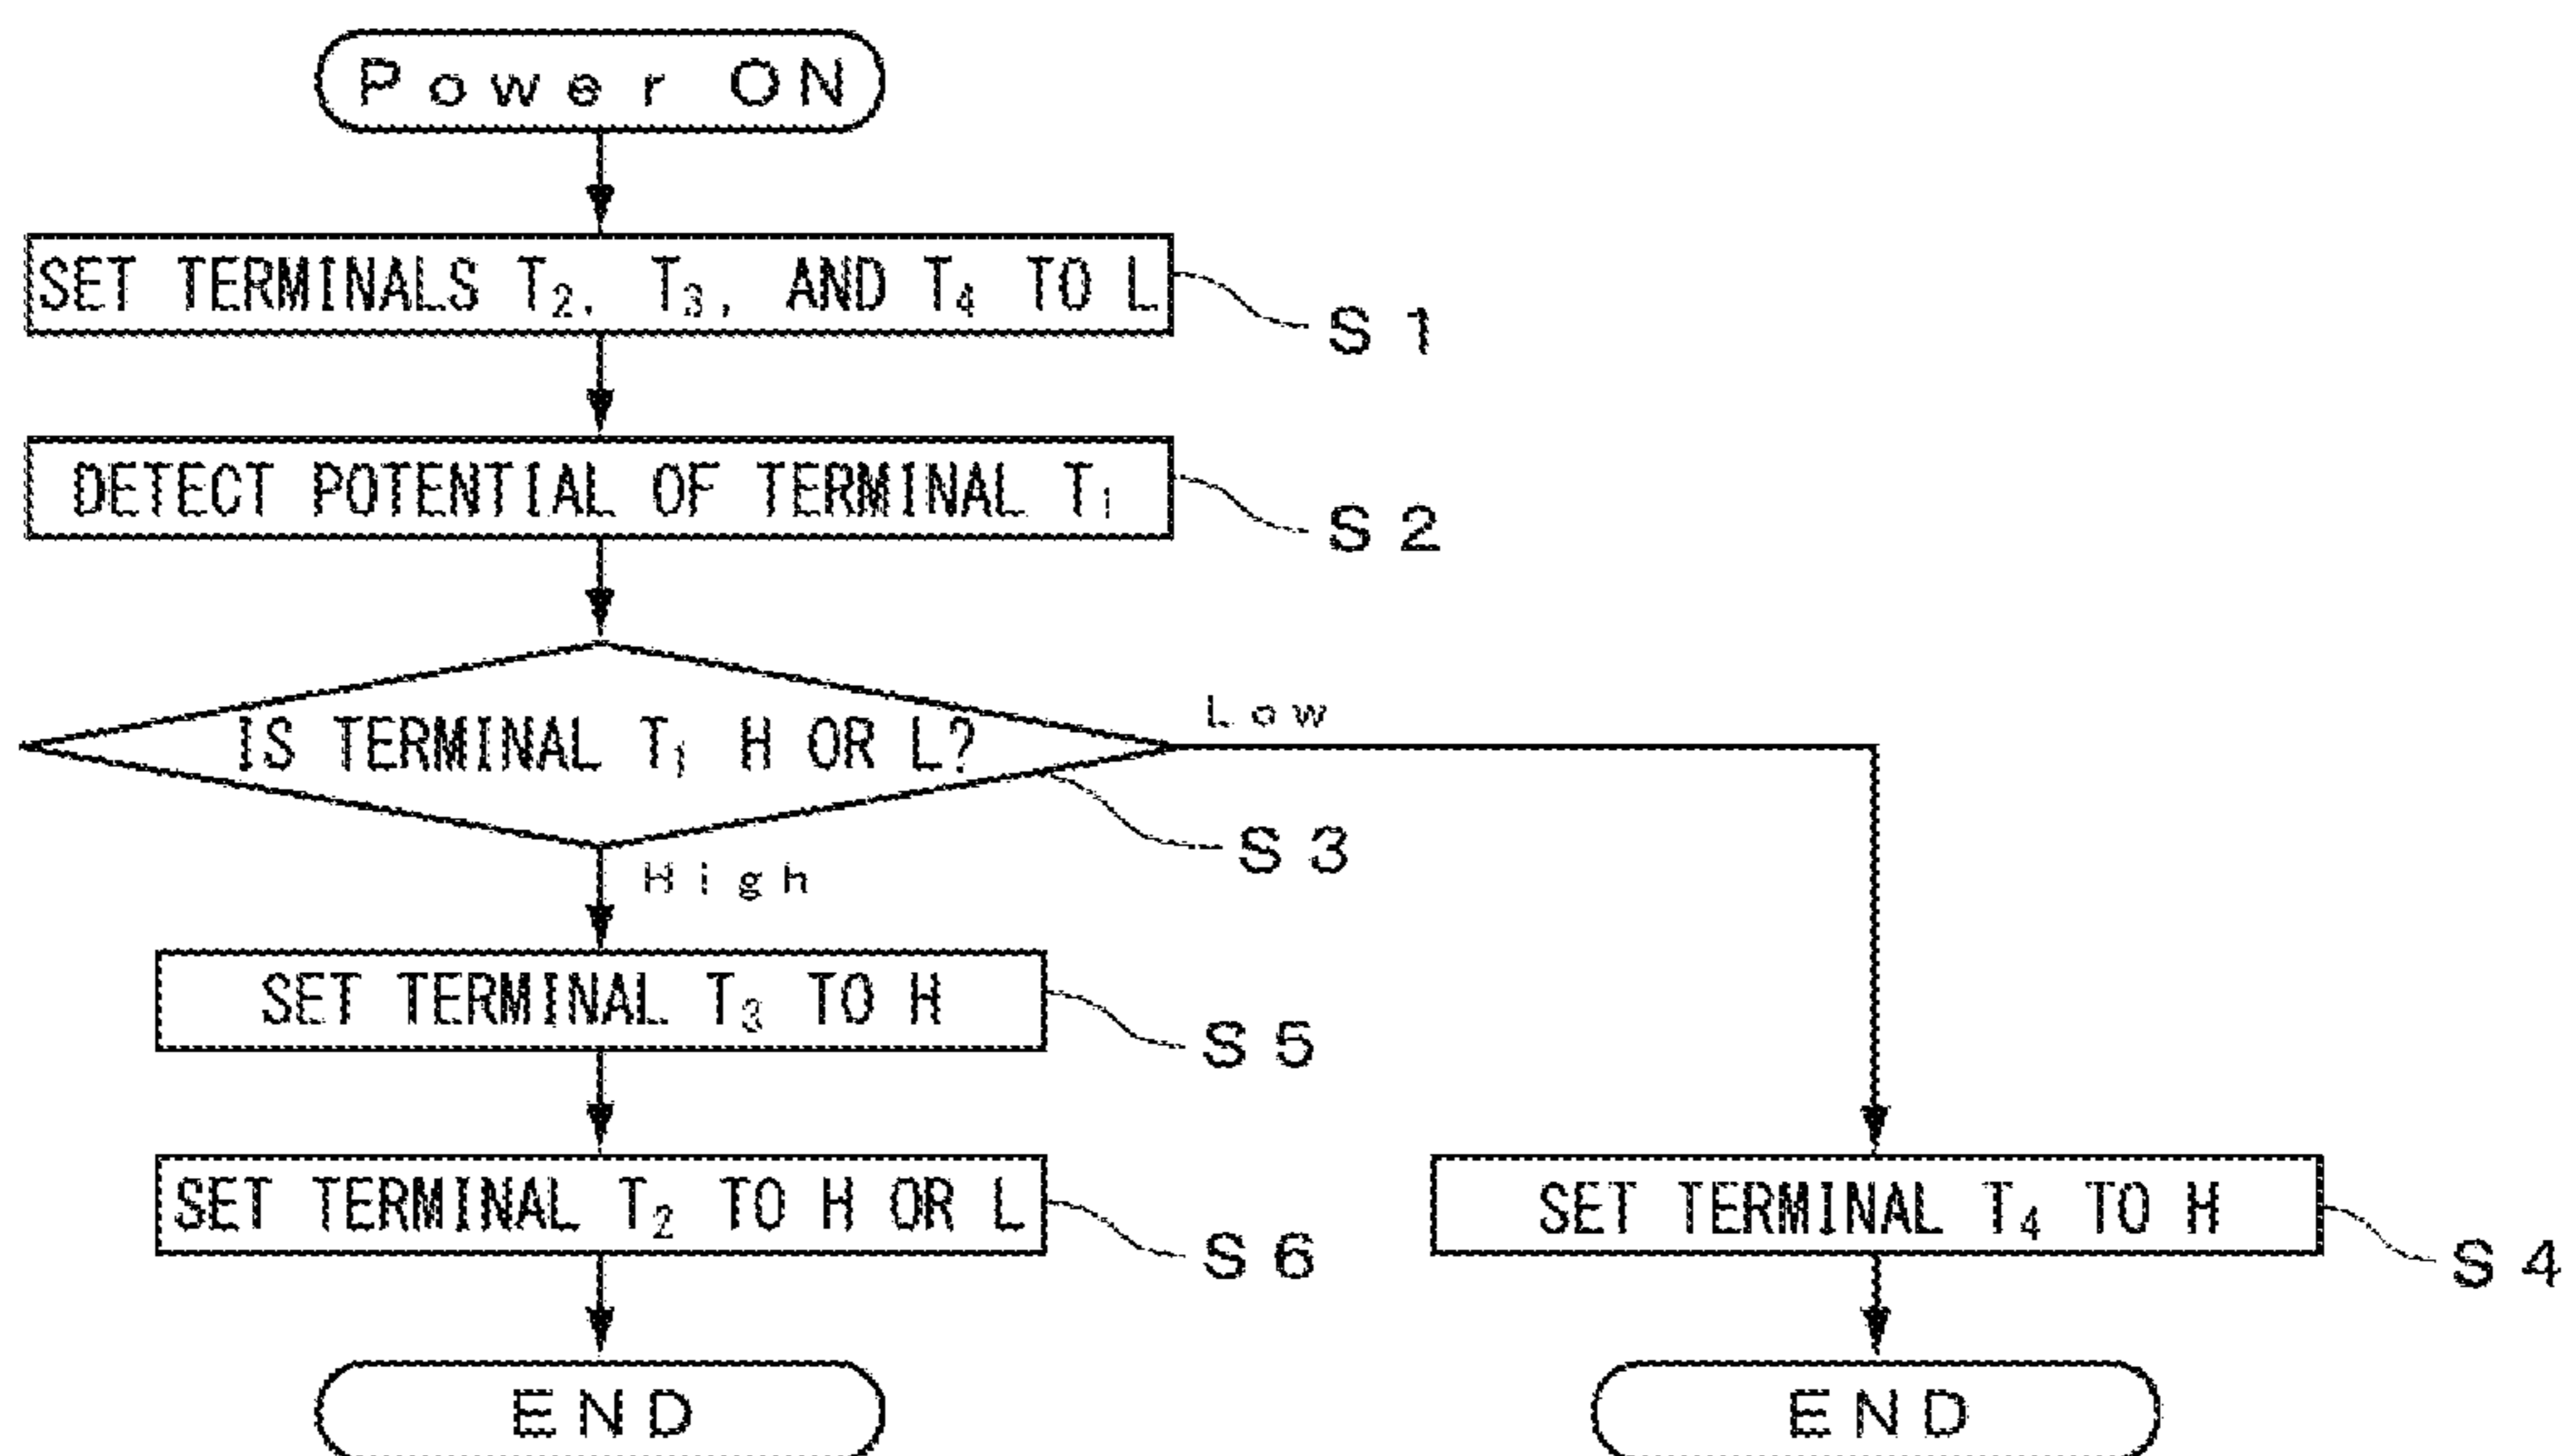 Power ON
SET TERMINALS T₂, T₃, AND T₄ TO L
S1
DETECT POTENTIAL OF TERMINAL T₁
S2
IS TERMINAL T₁ H OR L?
Low
S3
High
SET TERMINAL T₃ TO H
S5
SET TERMINAL T₂ TO H OR L
S6
SET TERMINAL T₄ TO H
S4
END
END